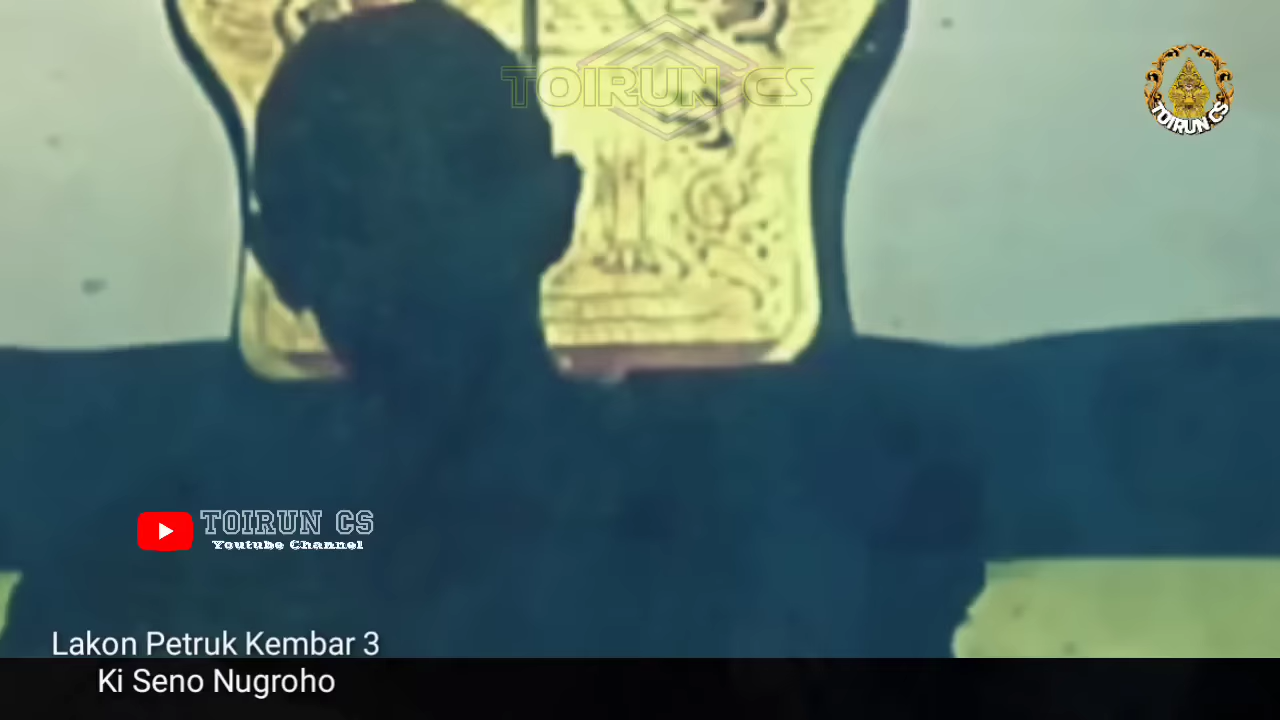 TOIRUN CS
TOIRUN CS
TOIRUN CS
Youtube Channel
Lakon Petruk Kembar 3
Ki Seno Nugroho